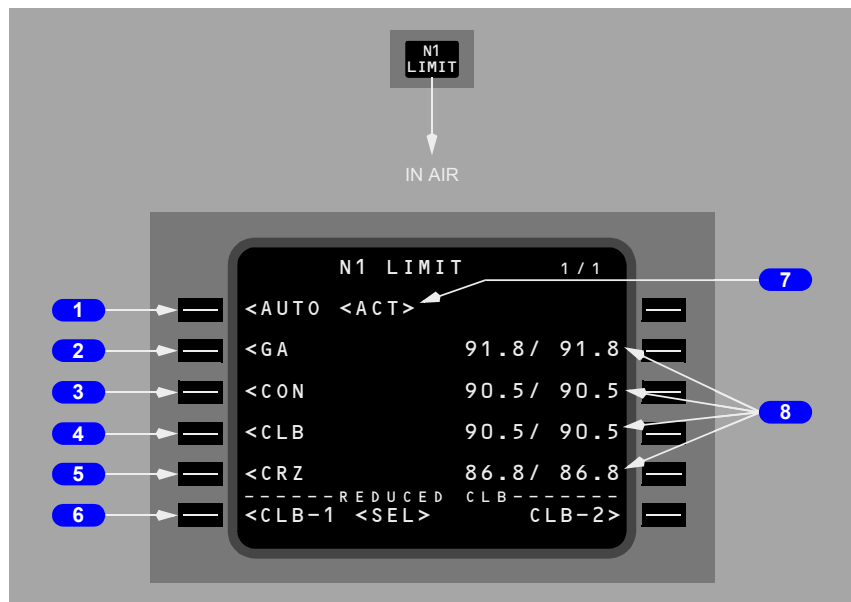 N1
LIMIT
IN AIR
N1 LIMIT 1/1
7
1 <AUTO <ACT>
2 <GA 91.8/ 91.8
3 <CON 90.5/ 90.5
8
4 <CLB 90.5/ 90.5
5 <CRZ 86.8/ 86.8
------REDUCED CLB-------
6 <CLB-1 <SEL> CLB-2>